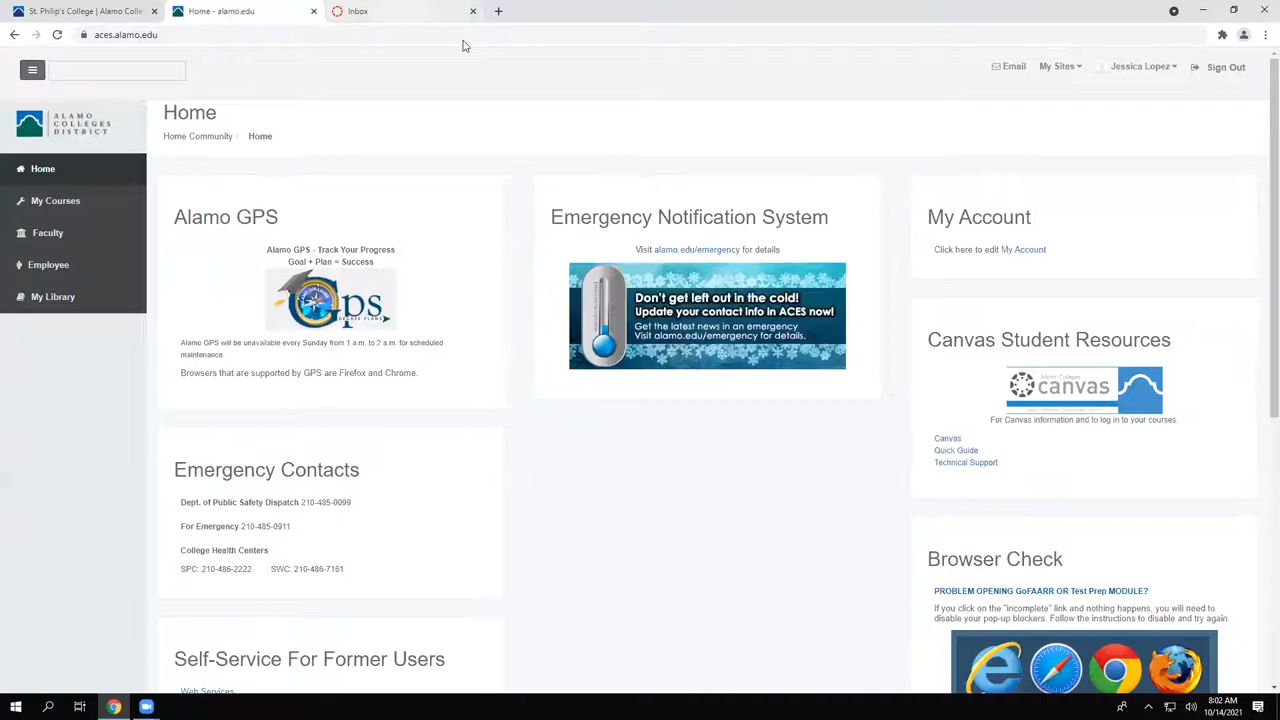 St. Philip's College | Alamo Colle
Home - alamo.edu
Inbox
aces.alamo.edu
Email
My Sites
Jessica Lopez
Sign Out
ALAMO
COLLEGES
DISTRICT
Home
Home Community / Home
Home
My Courses
Faculty
Employee
My Library
Alamo GPS
Alamo GPS - Track Your Progress
Goal + Plan = Success
Gps
DEGREE PLANS
Alamo GPS will be unavailable every Sunday from 1 a.m. to 2 a.m. for scheduled
maintenance.
Browsers that are supported by GPS are Firefox and Chrome.
Emergency Contacts
Dept. of Public Safety Dispatch 210-485-0099
For Emergency 210-485-0911
College Health Centers
SPC: 210-486-2222 SWC: 210-486-7161
Self-Service For Former Users
Web Services
Emergency Notification System
Visit alamo.edu/emergency for details
Don't get left out in the cold!
Update your contact info in ACES now!
Get the latest news in an emergency
Visit alamo.edu/emergency for details.
My Account
Click here to edit My Account
Canvas Student Resources
Alamo Colleges
canvas
For Canvas information and to log in to your courses.
Canvas
Quick Guide
Technical Support
Browser Check
PROBLEM OPENING GoFAARR OR Test Prep MODULE?
If you click on the "incomplete" link and nothing happens, you will need to
disable your pop-up blockers. Follow the instructions to disable and try again.
8:02 AM
10/14/2021